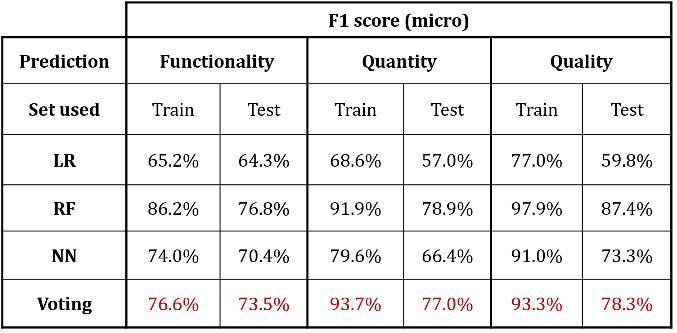 F1 score (micro)
Prediction Functionality Quantity Quality
Set used Train Test Train Test Train Test
LR 65.2% 64.3% 68.6% 57.0% 77.0% 59.8%
RF 86.2% 76.8% 91.9% 78.9% 97.9% 87.4%
NN 74.0% 70.4% 79.6% 66.4% 91.0% 73.3%
Voting 76.6% 73.5% 93.7% 77.0% 93.3% 78.3%